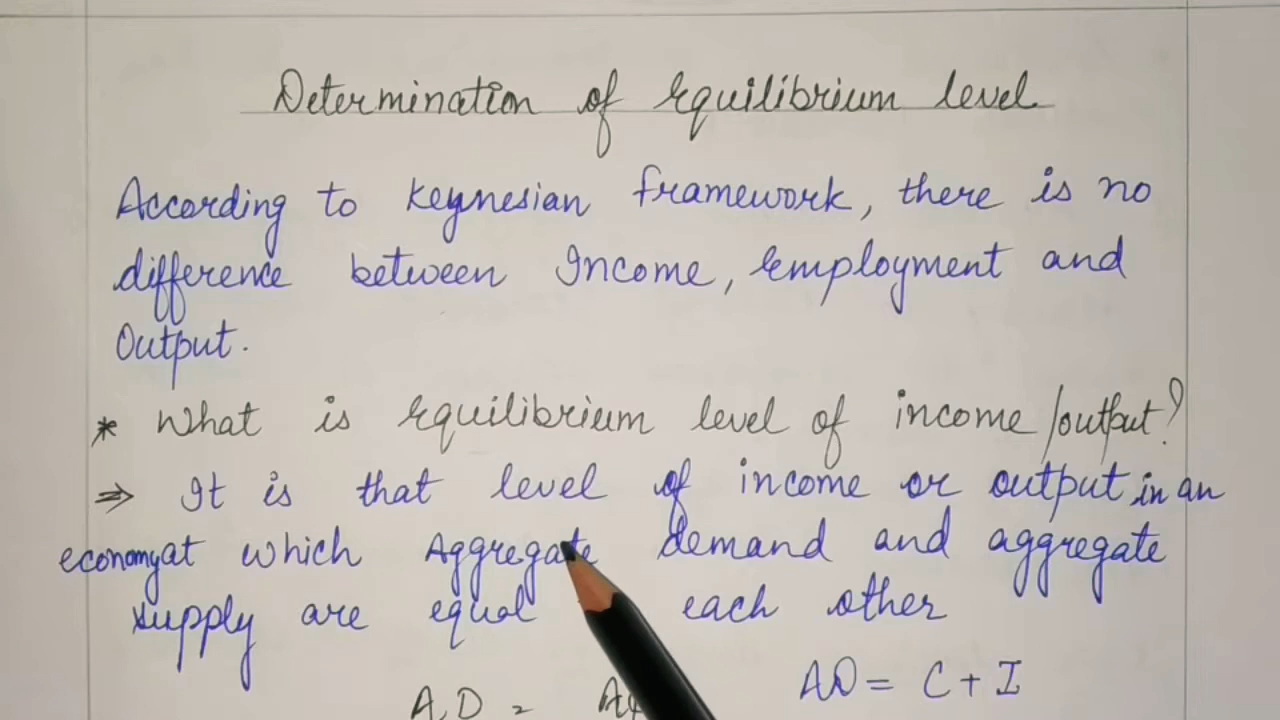 Determination of Equilibrium level
According to Keynesian framework, there is no
difference between Income, Employment and
Output.
* What is Equilibrium level of income/output?
⇒ It is that level of income or output in an
economy at which Aggregate demand and aggregate
supply are equal each other
AD = C + I
A.D =